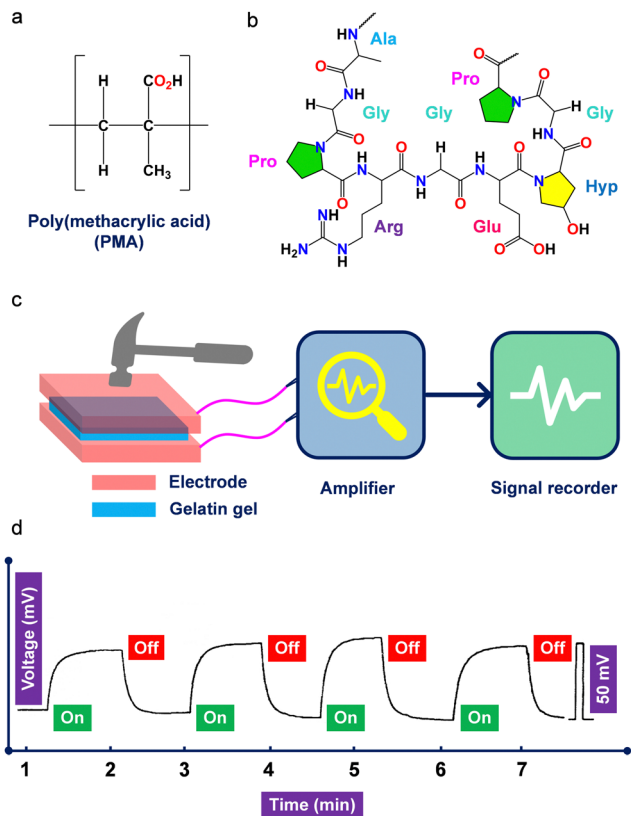 a
H
CO2H
C
C
H
CH3
Poly(methacrylic acid)
(PMA)
b
HN
Ala
O
NH
H
Gly
O
N
Pro
O
H
N
Arg
NH
H2N
N
H
O
N
H
Gly
H
O
H
N
Glu
O
OH
O
N
Hyp
OH
O
NH
Gly
H
O
N
Pro
O
c
Electrode
Gelatin gel
Amplifier
Signal recorder
d
Voltage (mV)
On
Off
On
Off
On
Off
On
Off
50 mV
1 2 3 4 5 6 7
Time (min)